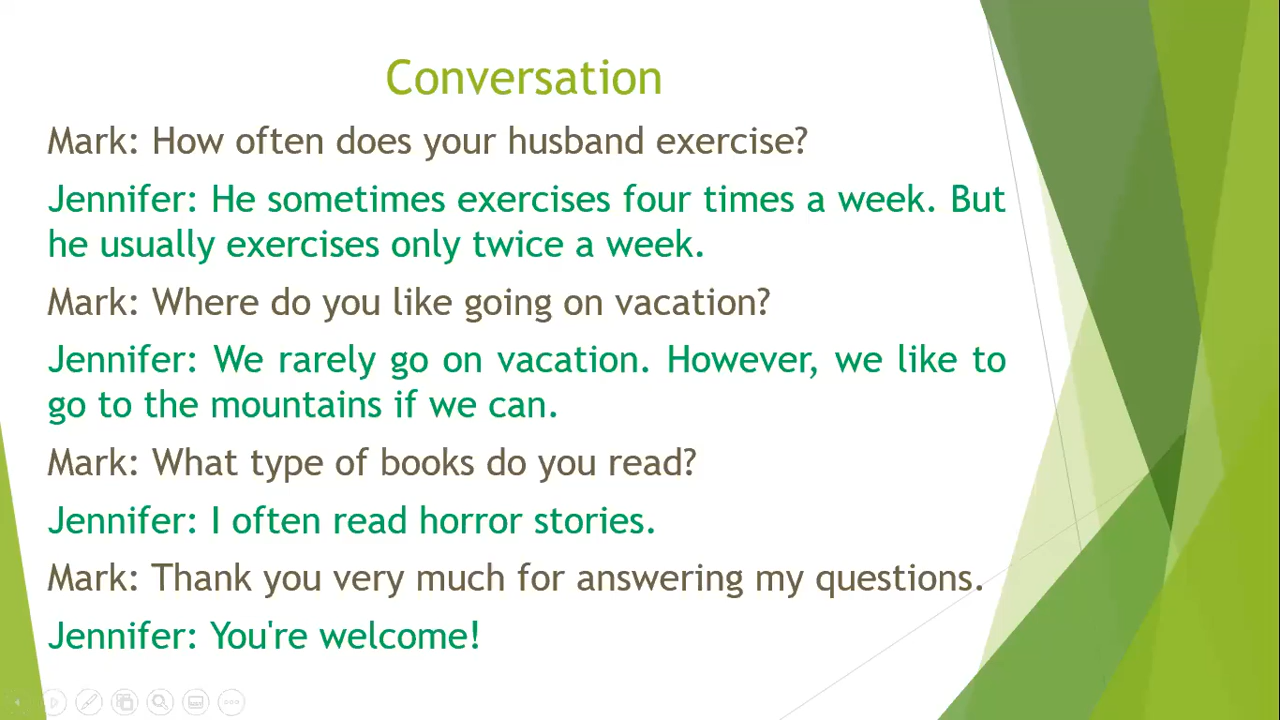 Conversation
Mark: How often does your husband exercise?
Jennifer: He sometimes exercises four times a week. But
he usually exercises only twice a week.
Mark: Where do you like going on vacation?
Jennifer: We rarely go on vacation. However, we like to
go to the mountains if we can.
Mark: What type of books do you read?
Jennifer: I often read horror stories.
Mark: Thank you very much for answering my questions.
Jennifer: You're welcome!